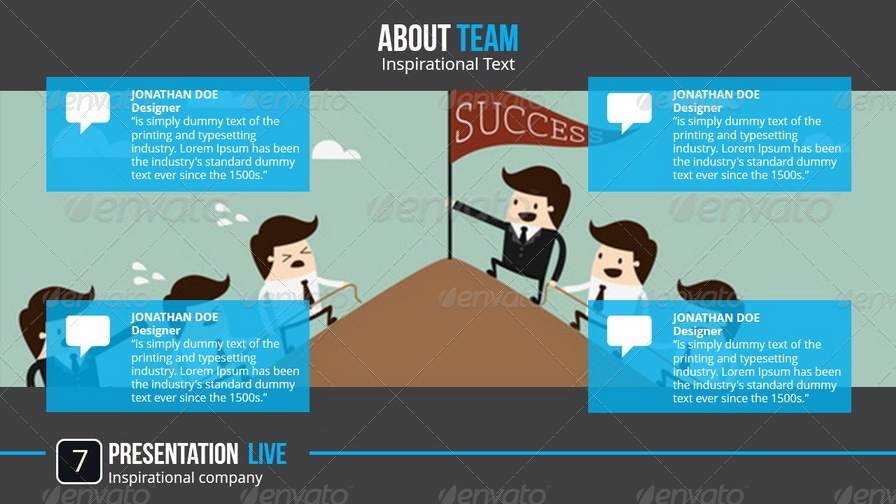 ABOUT TEAM
Inspirational Text
JONATHAN DOE
Designer
“is simply dummy text of the
printing and typesetting
industry. Lorem Ipsum has been
the industry's standard dummy
text ever since the 1500s.”
SUCCESS
JONATHAN DOE
Designer
“is simply dummy text of the
printing and typesetting
industry. Lorem Ipsum has been
the industry's standard dummy
text ever since the 1500s.”
JONATHAN DOE
Designer
“is simply dummy text of the
printing and typesetting
industry. Lorem Ipsum has been
the industry's standard dummy
text ever since the 1500s.”
JONATHAN DOE
Designer
“is simply dummy text of the
printing and typesetting
industry. Lorem Ipsum has been
the industry's standard dummy
text ever since the 1500s.”
7 PRESENTATION LIVE
Inspirational company
envato